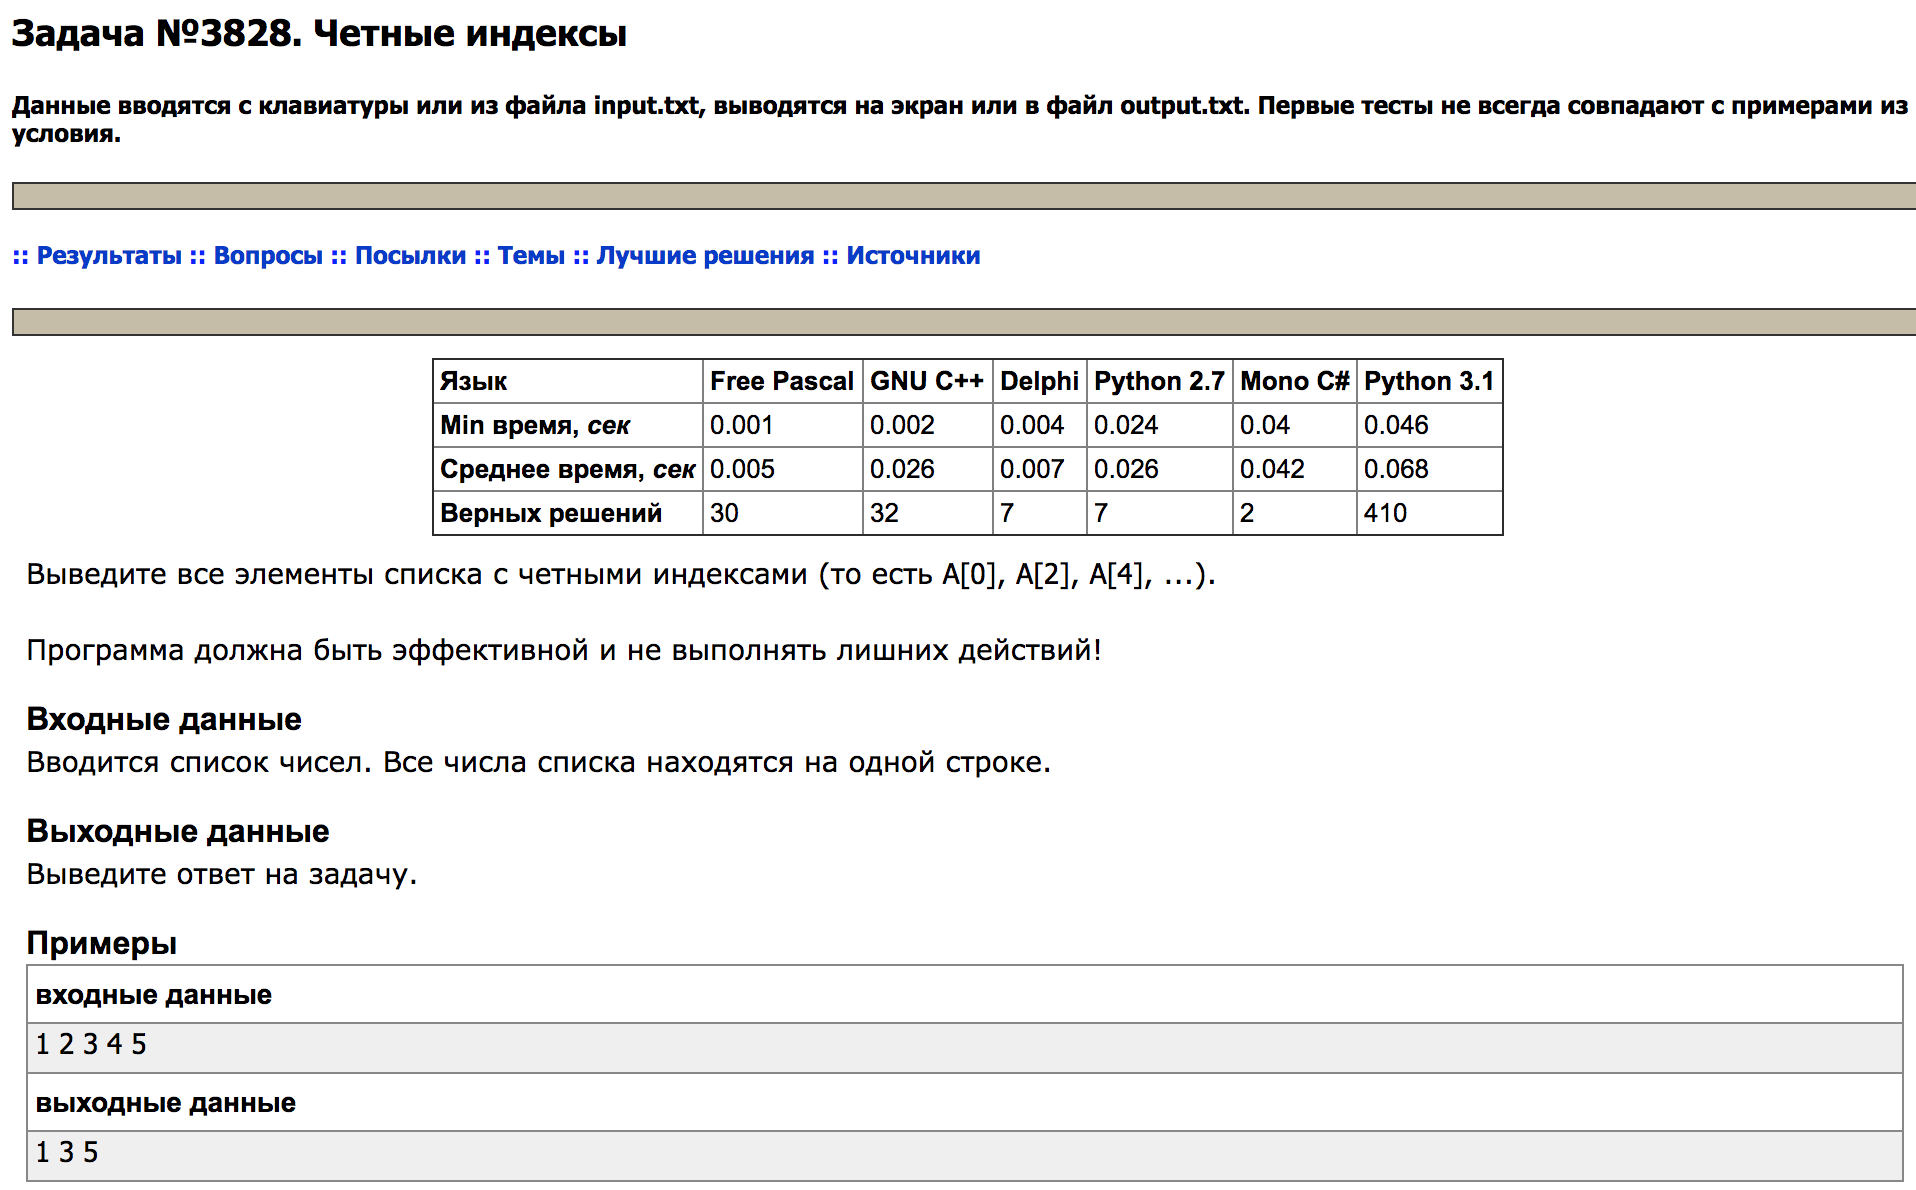 Задача №3828. Четные индексы
Данные вводятся с клавиатуры или из файла input.txt, выводятся на экран или в файл output.txt. Первые тесты не всегда совпадают с примерами из
условия.
:: Результаты :: Вопросы :: Посылки :: Темы :: Лучшие решения :: Источники
Язык Free Pascal GNU C++ Delphi Python 2.7 Mono C# Python 3.1
Min время, сек 0.001 0.002 0.004 0.024 0.04 0.046
Среднее время, сек 0.005 0.026 0.007 0.026 0.042 0.068
Верных решений 30 32 7 7 2 410
Выведите все элементы списка с четными индексами (то есть A[0], A[2], A[4], ...).
Программа должна быть эффективной и не выполнять лишних действий!
Входные данные
Вводится список чисел. Все числа списка находятся на одной строке.
Выходные данные
Выведите ответ на задачу.
Примеры
входные данные
1 2 3 4 5
выходные данные
1 3 5